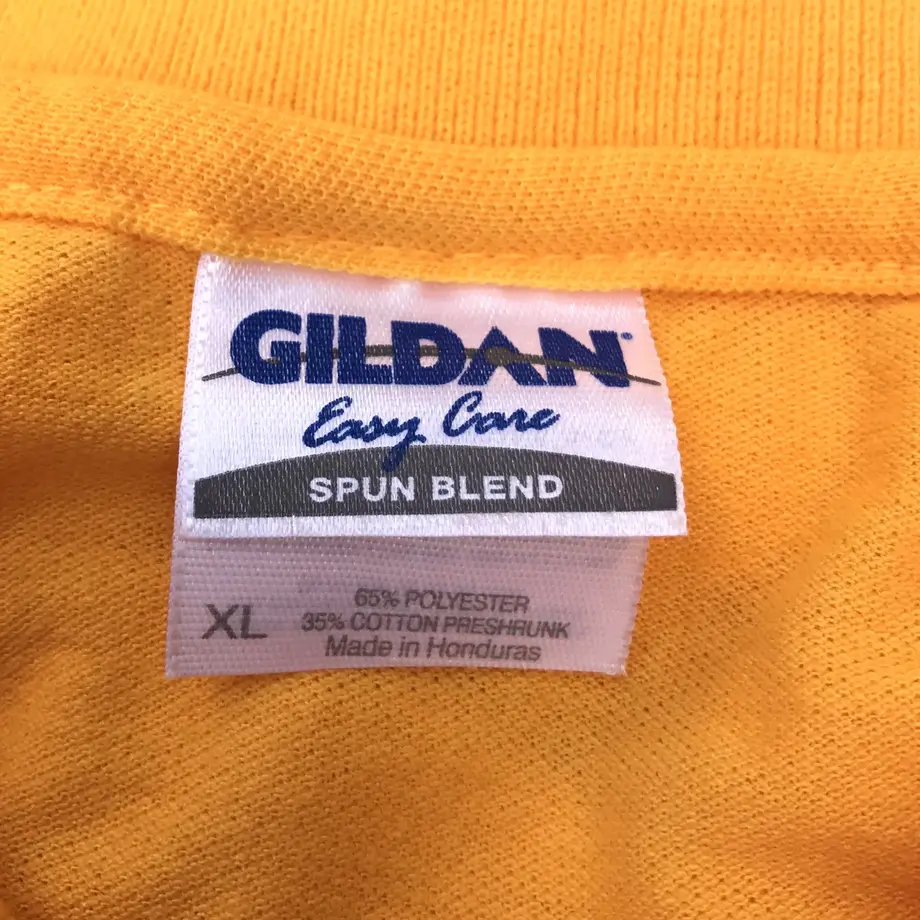 GILDAN®
Easy Care
SPUN BLEND
XL
65% POLYESTER
35% COTTON PRESHRUNK
Made in Honduras